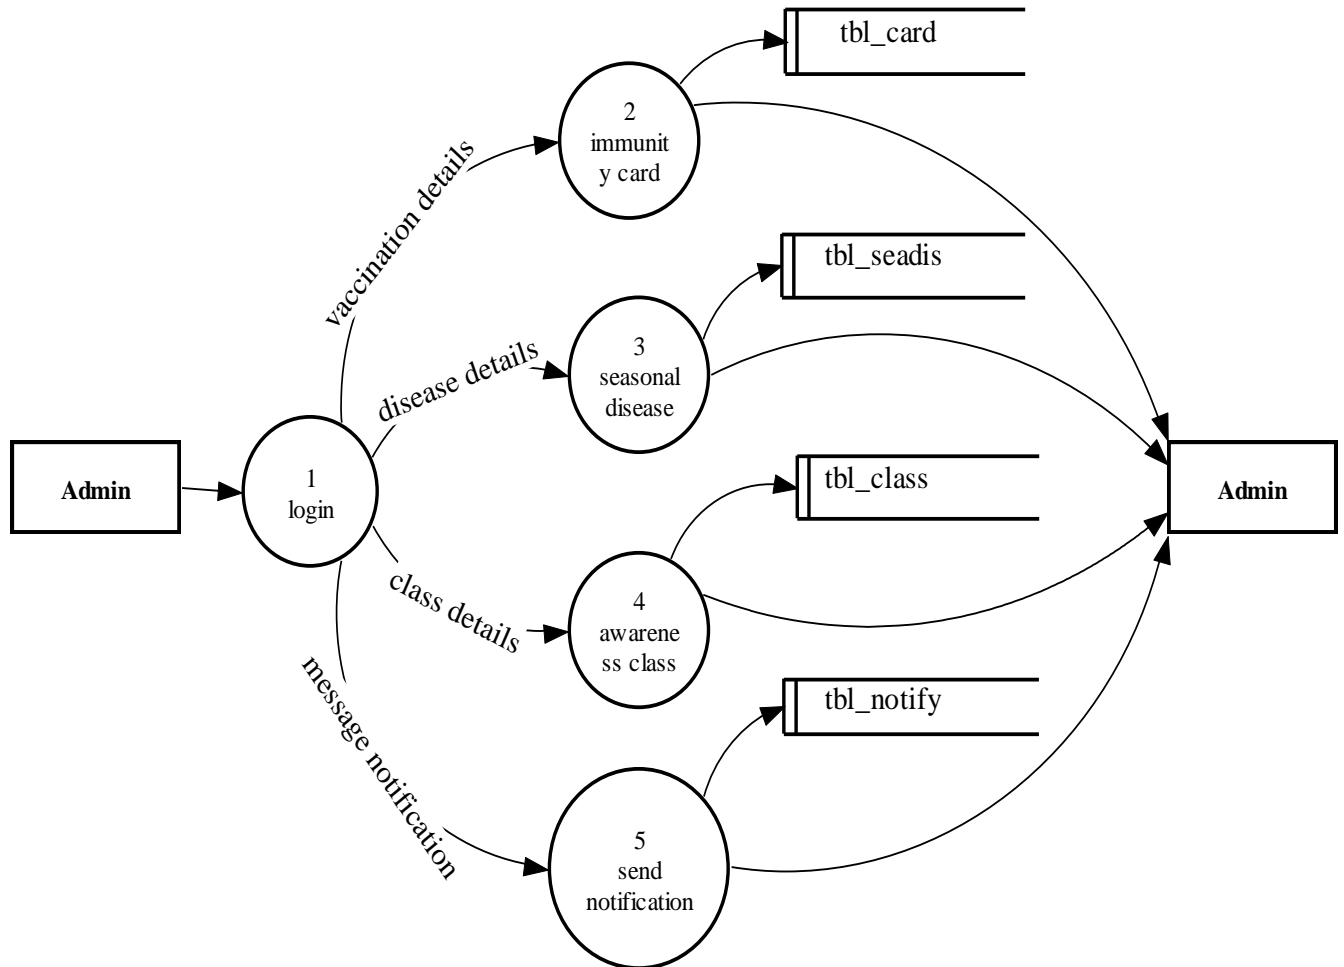 tbl_card
2
immunit
y card
vaccination details
tbl_seadis
3
seasonal
disease
disease details
Admin
1
login
tbl_class
Admin
4
awarene
ss class
class details
tbl_notify
message notification
5
send
notification